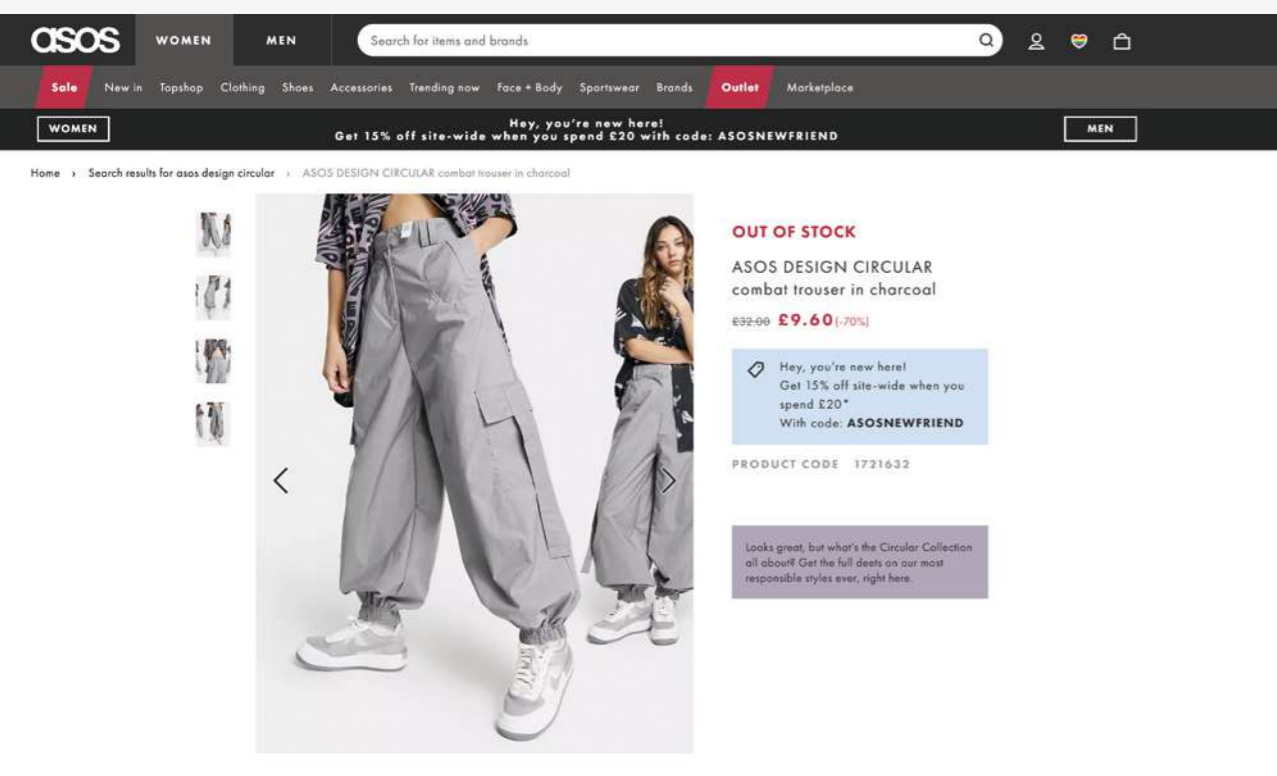 asos
WOMEN
MEN
Search for items and brands
Sale
New in
Topshop
Clothing
Shoes
Accessories
Trending now
Face + Body
Sportswear
Brands
Outlet
Marketplace
WOMEN
Hey, you're new here!
Get 15% off site-wide when you spend £20 with code: ASOSNEWFRIEND
MEN
Home › Search results for asos design circular › ASOS DESIGN CIRCULAR combat trouser in charcoal
OUT OF STOCK
ASOS DESIGN CIRCULAR
combat trouser in charcoal
£32.00 £9.60 (-70%)
Hey, you're new here!
Get 15% off site-wide when you
spend £20*
With code: ASOSNEWFRIEND
PRODUCT CODE 1721632
Looks great, but what's the Circular Collection
all about? Get the full deets on our most
responsible styles ever, right here.